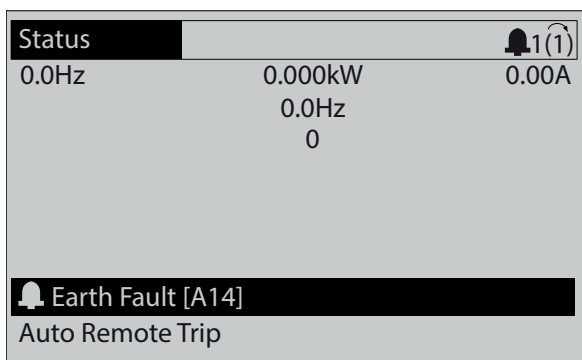 Status 1(1)
0.0Hz 0.000kW 0.00A
0.0Hz
0
Earth Fault [A14]
Auto Remote Trip